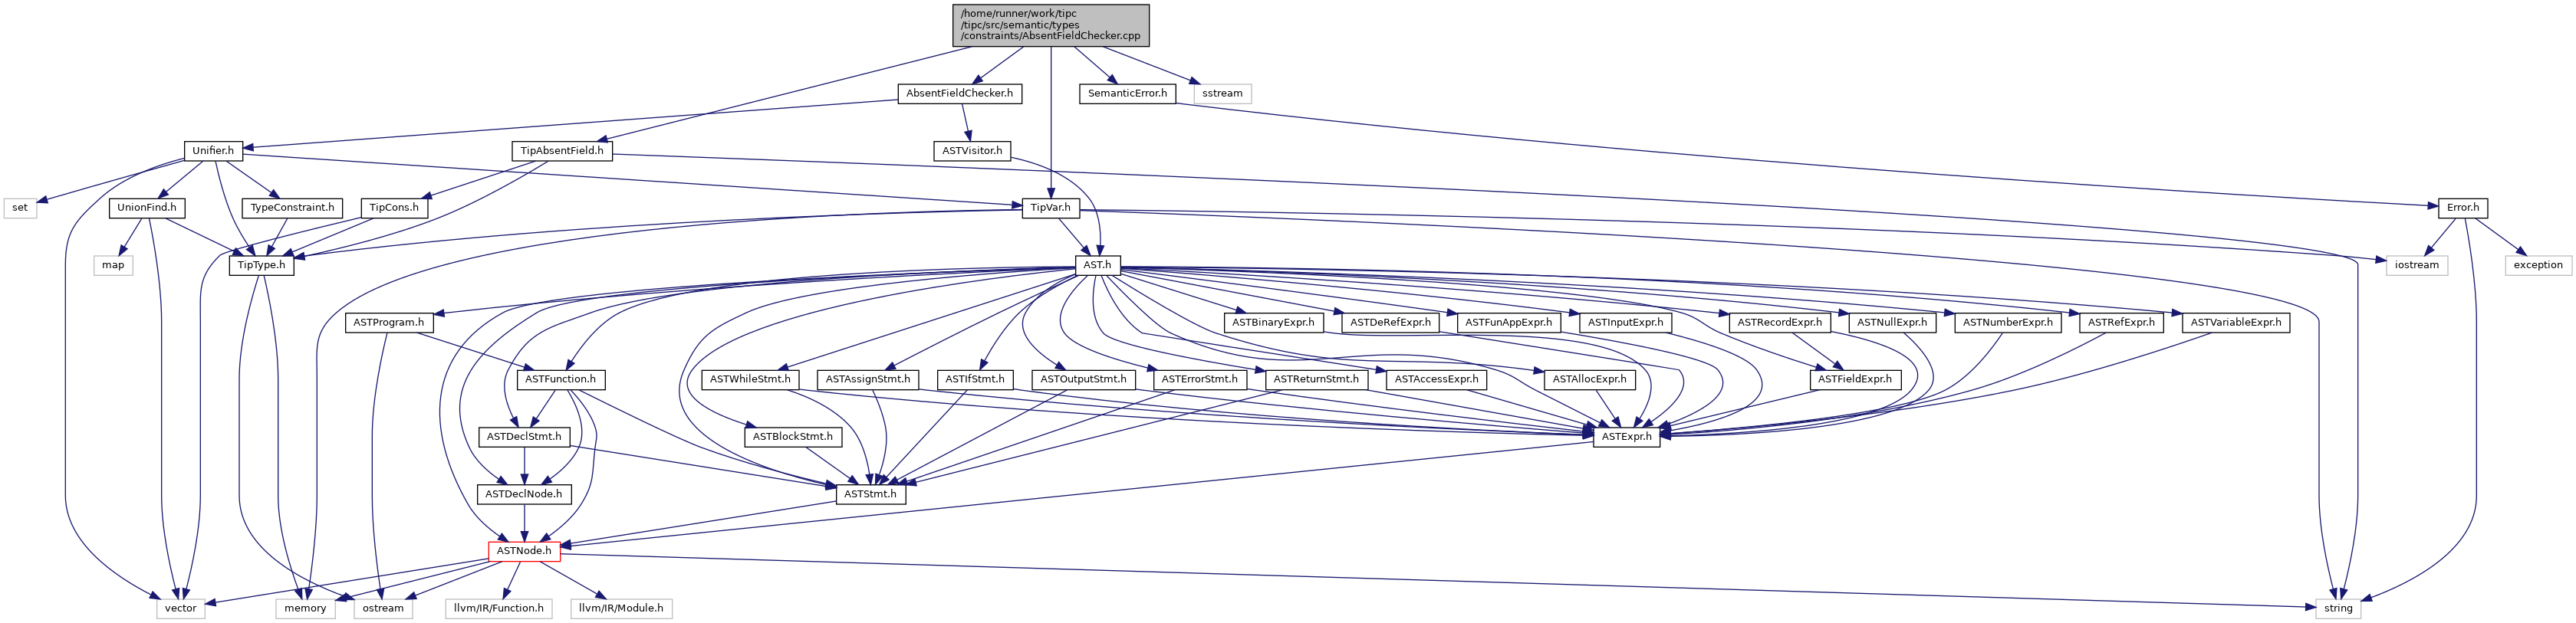 /home/runner/work/tipc
/tipc/src/semantic/types
/constraints/AbsentFieldChecker.cpp
AbsentFieldChecker.h
SemanticError.h
sstream
Unifier.h
TipAbsentField.h
ASTVisitor.h
set
UnionFind.h
TypeConstraint.h
TipCons.h
TipVar.h
Error.h
map
TipType.h
AST.h
iostream
exception
ASTProgram.h
ASTBinaryExpr.h
ASTDeRefExpr.h
ASTFunAppExpr.h
ASTInputExpr.h
ASTRecordExpr.h
ASTNullExpr.h
ASTNumberExpr.h
ASTRefExpr.h
ASTVariableExpr.h
ASTFunction.h
ASTWhileStmt.h
ASTAssignStmt.h
ASTIfStmt.h
ASTOutputStmt.h
ASTErrorStmt.h
ASTReturnStmt.h
ASTAccessExpr.h
ASTAllocExpr.h
ASTFieldExpr.h
ASTDeclStmt.h
ASTBlockStmt.h
ASTExpr.h
ASTDeclNode.h
ASTStmt.h
ASTNode.h
vector
memory
ostream
llvm/IR/Function.h
llvm/IR/Module.h
string